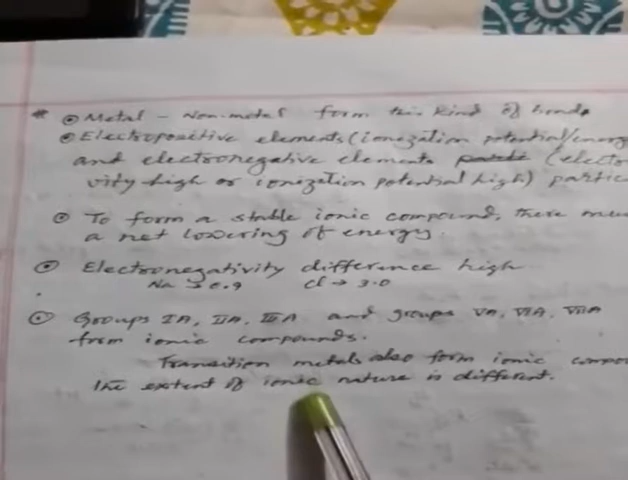 * ⊙ Metal - Non-metal form this kind of bonds
⊙ Electropositive elements (ionization potential/energ
and electronegative elements (electro
vity high or ionization potential high) partic
⊙ To form a stable ionic compound, there mu
a net lowering of energy.
⊙ Electronegativity difference high
Na → 0.9 Cl → 3.0
⊙ Groups IA, IIA, IIIA and groups VA, VIA, VIIA
from ionic compounds.
Transition metals also form ionic compo
the extent of ionic nature is different.